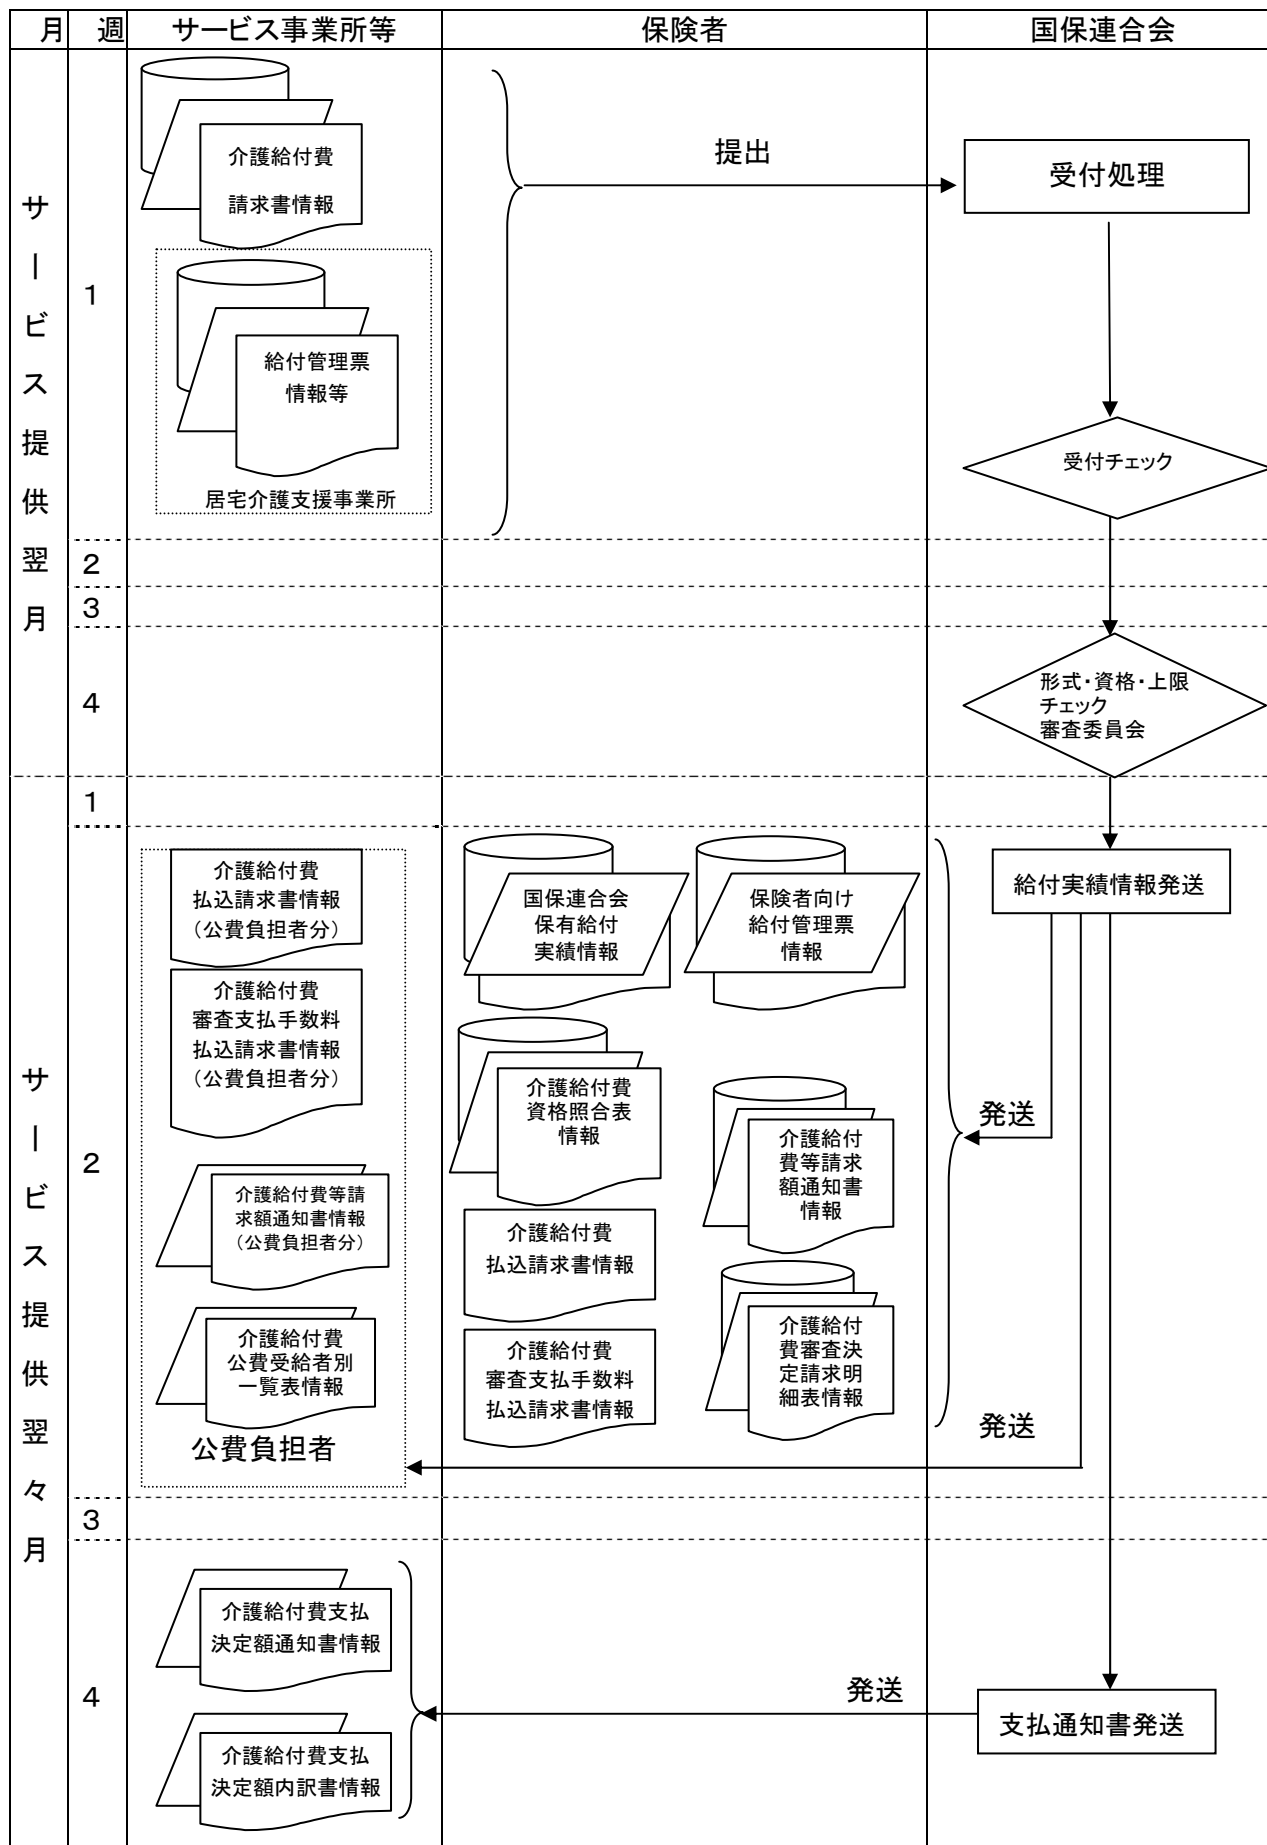 月 週 サービス事業所等 保険者 国保連合会
サービス提供翌月
1
介護給付費
請求書情報
給付管理票
情報等
居宅介護支援事業所
提出
受付処理
受付チェック
2
3
4
形式・資格・上限
チェック
審査委員会
サービス提供翌々月
1
2
介護給付費
払込請求書情報
（公費負担者分）
介護給付費
審査支払手数料
払込請求書情報
（公費負担者分）
介護給付費等請
求額通知書情報
（公費負担者分）
介護給付費
公費受給者別
一覧表情報
公費負担者
国保連合会
保有給付
実績情報
保険者向け
給付管理票
情報
介護給付費
資格照合表
情報
介護給付
費等請求
額通知書
情報
介護給付費
払込請求書情報
介護給付費
審査支払手数料
払込請求書情報
介護給付
費審査決
定請求明
細表情報
給付実績情報発送
発送
発送
3
4
介護給付費支払
決定額通知書情報
介護給付費支払
決定額内訳書情報
発送
支払通知書発送